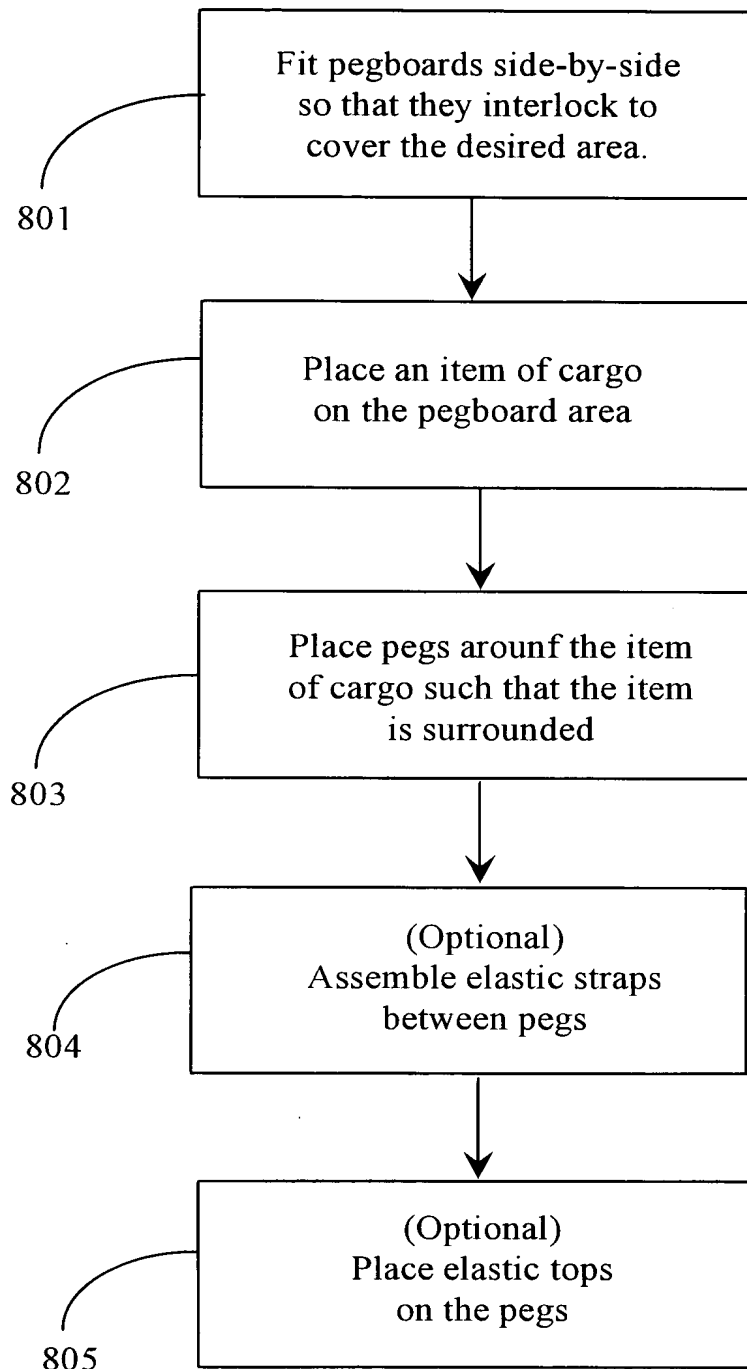 Fit pegboards side-by-side
so that they interlock to
cover the desired area.
801
Place an item of cargo
on the pegboard area
802
Place pegs arounf the item
of cargo such that the item
is surrounded
803
(Optional)
Assemble elastic straps
between pegs
804
(Optional)
Place elastic tops
on the pegs
805